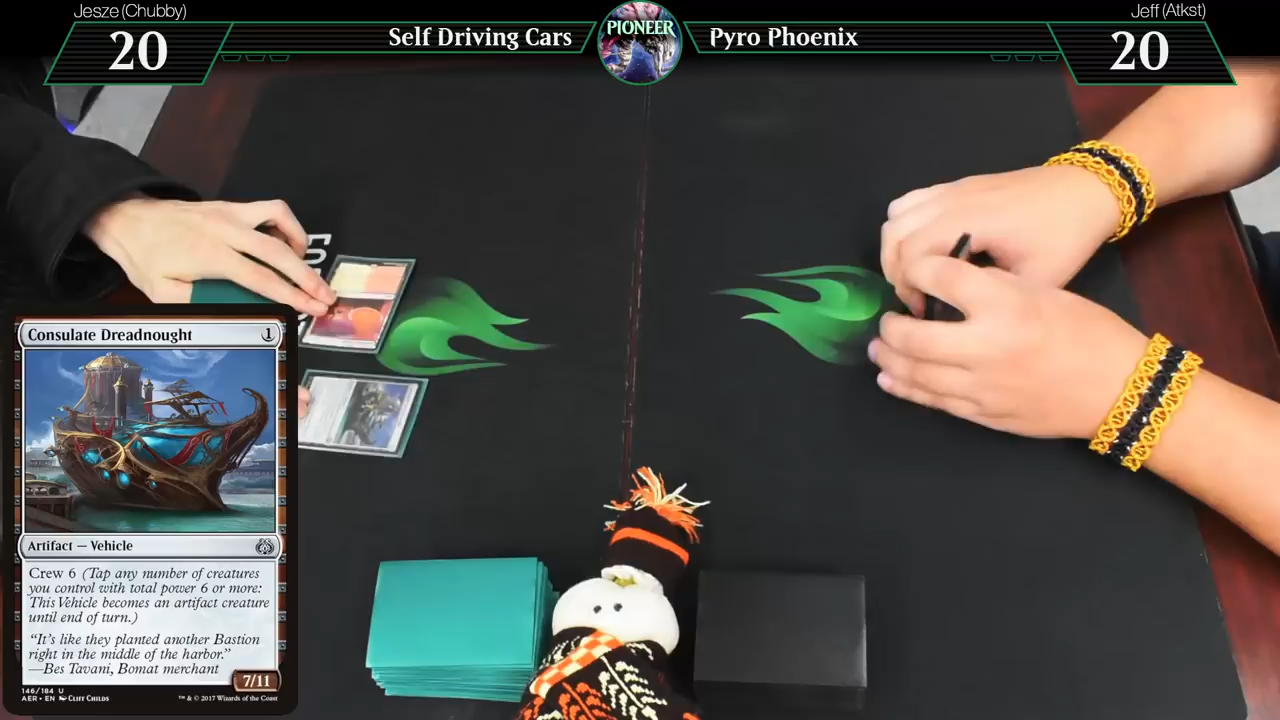 Jesze (Chubby)
20
Self Driving Cars
PIONEER
Pyro Phoenix
Jeff (Atkst)
20
Consulate Dreadnought
1
Artifact — Vehicle
Crew 6 (Tap any number of creatures
you control with total power 6 or more:
This Vehicle becomes an artifact creature
until end of turn.)
“It's like they planted another Bastion
right in the middle of the harbor.”
—Bes Tavani, Bomat merchant
7/11
146/184 U
AER • EN CLIFF CHILDS
™ & © 2017 Wizards of the Coast